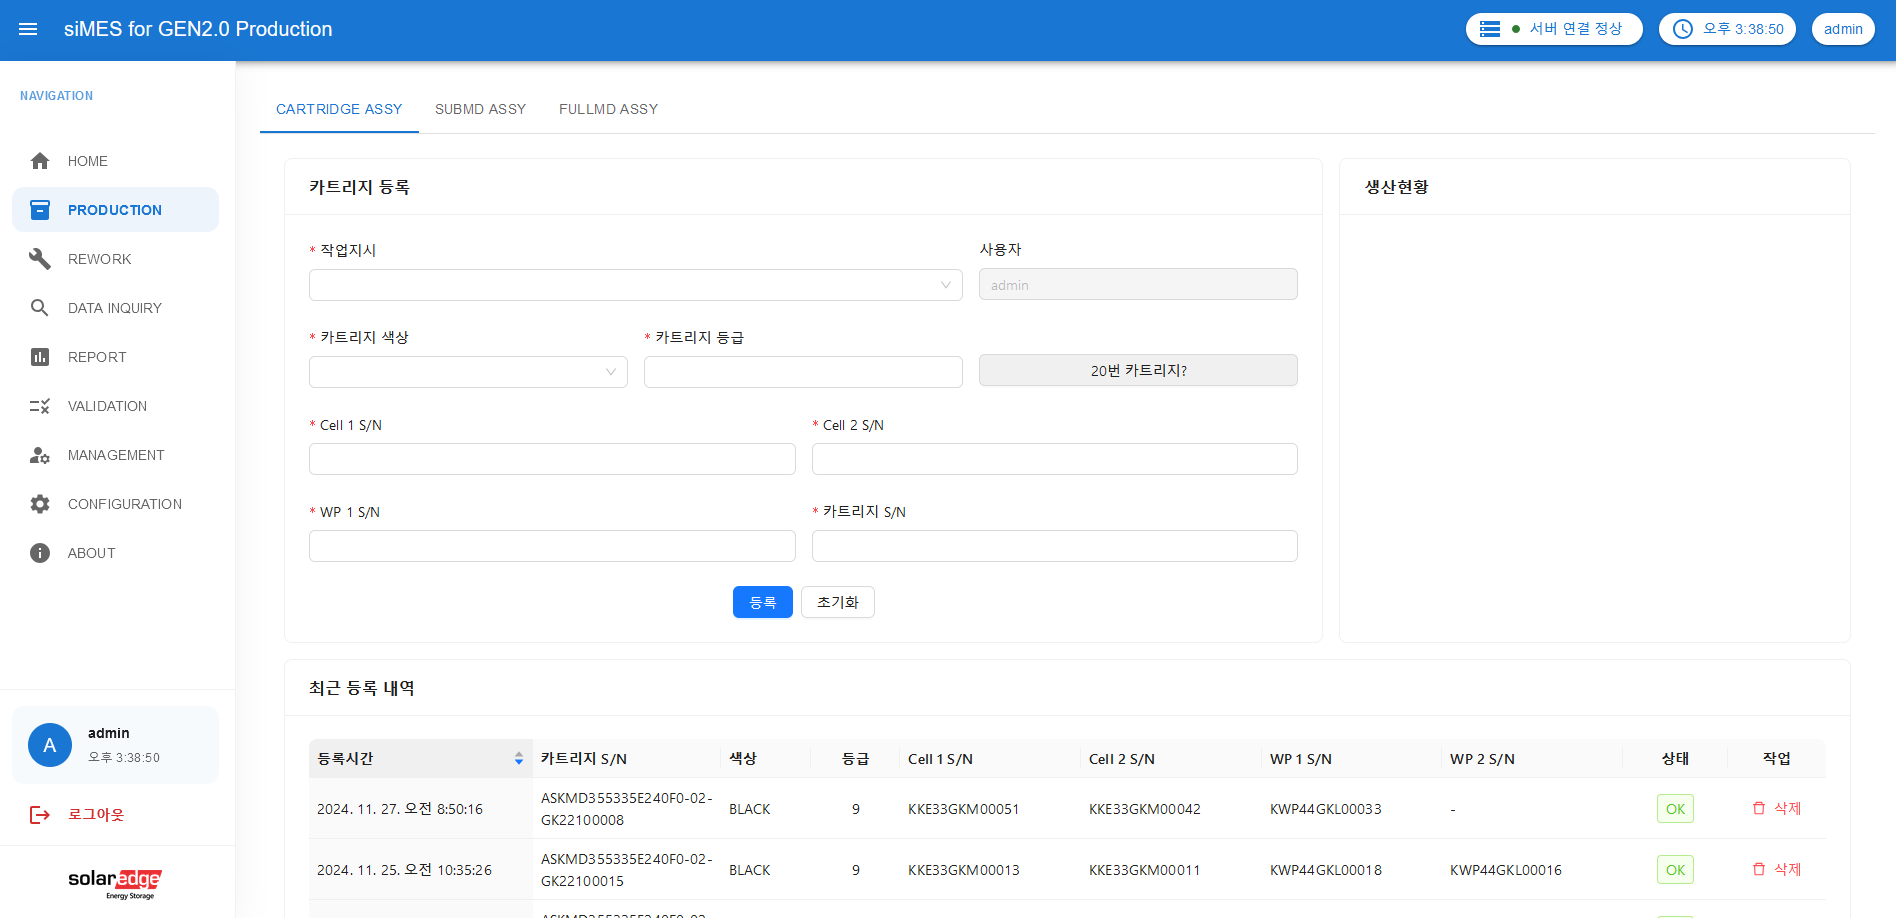 siMES for GEN2.0 Production
서버 연결 정상
오후 3:38:50
admin
NAVIGATION
HOME
PRODUCTION
REWORK
DATA INQUIRY
REPORT
VALIDATION
MANAGEMENT
CONFIGURATION
ABOUT
A
admin
오후 3:38:50
로그아웃
solaredge
Energy Storage
CARTRIDGE ASSY SUBMD ASSY FULLMD ASSY
카트리지 등록
* 작업지시
사용자
admin
* 카트리지 색상
* 카트리지 등급
20번 카트리지?
* Cell 1 S/N
* Cell 2 S/N
* WP 1 S/N
* 카트리지 S/N
등록
초기화
생산현황
최근 등록 내역
등록시간 카트리지 S/N 색상 등급 Cell 1 S/N Cell 2 S/N WP 1 S/N WP 2 S/N 상태 작업
2024. 11. 27. 오전 8:50:16 ASKMD355335E240F0-02-GK22100008 BLACK 9 KKE33GKM00051 KKE33GKM00042 KWP44GKL00033 - OK 삭제
2024. 11. 25. 오전 10:35:26 ASKMD355335E240F0-02-GK22100015 BLACK 9 KKE33GKM00013 KKE33GKM00011 KWP44GKL00018 KWP44GKL00016 OK 삭제